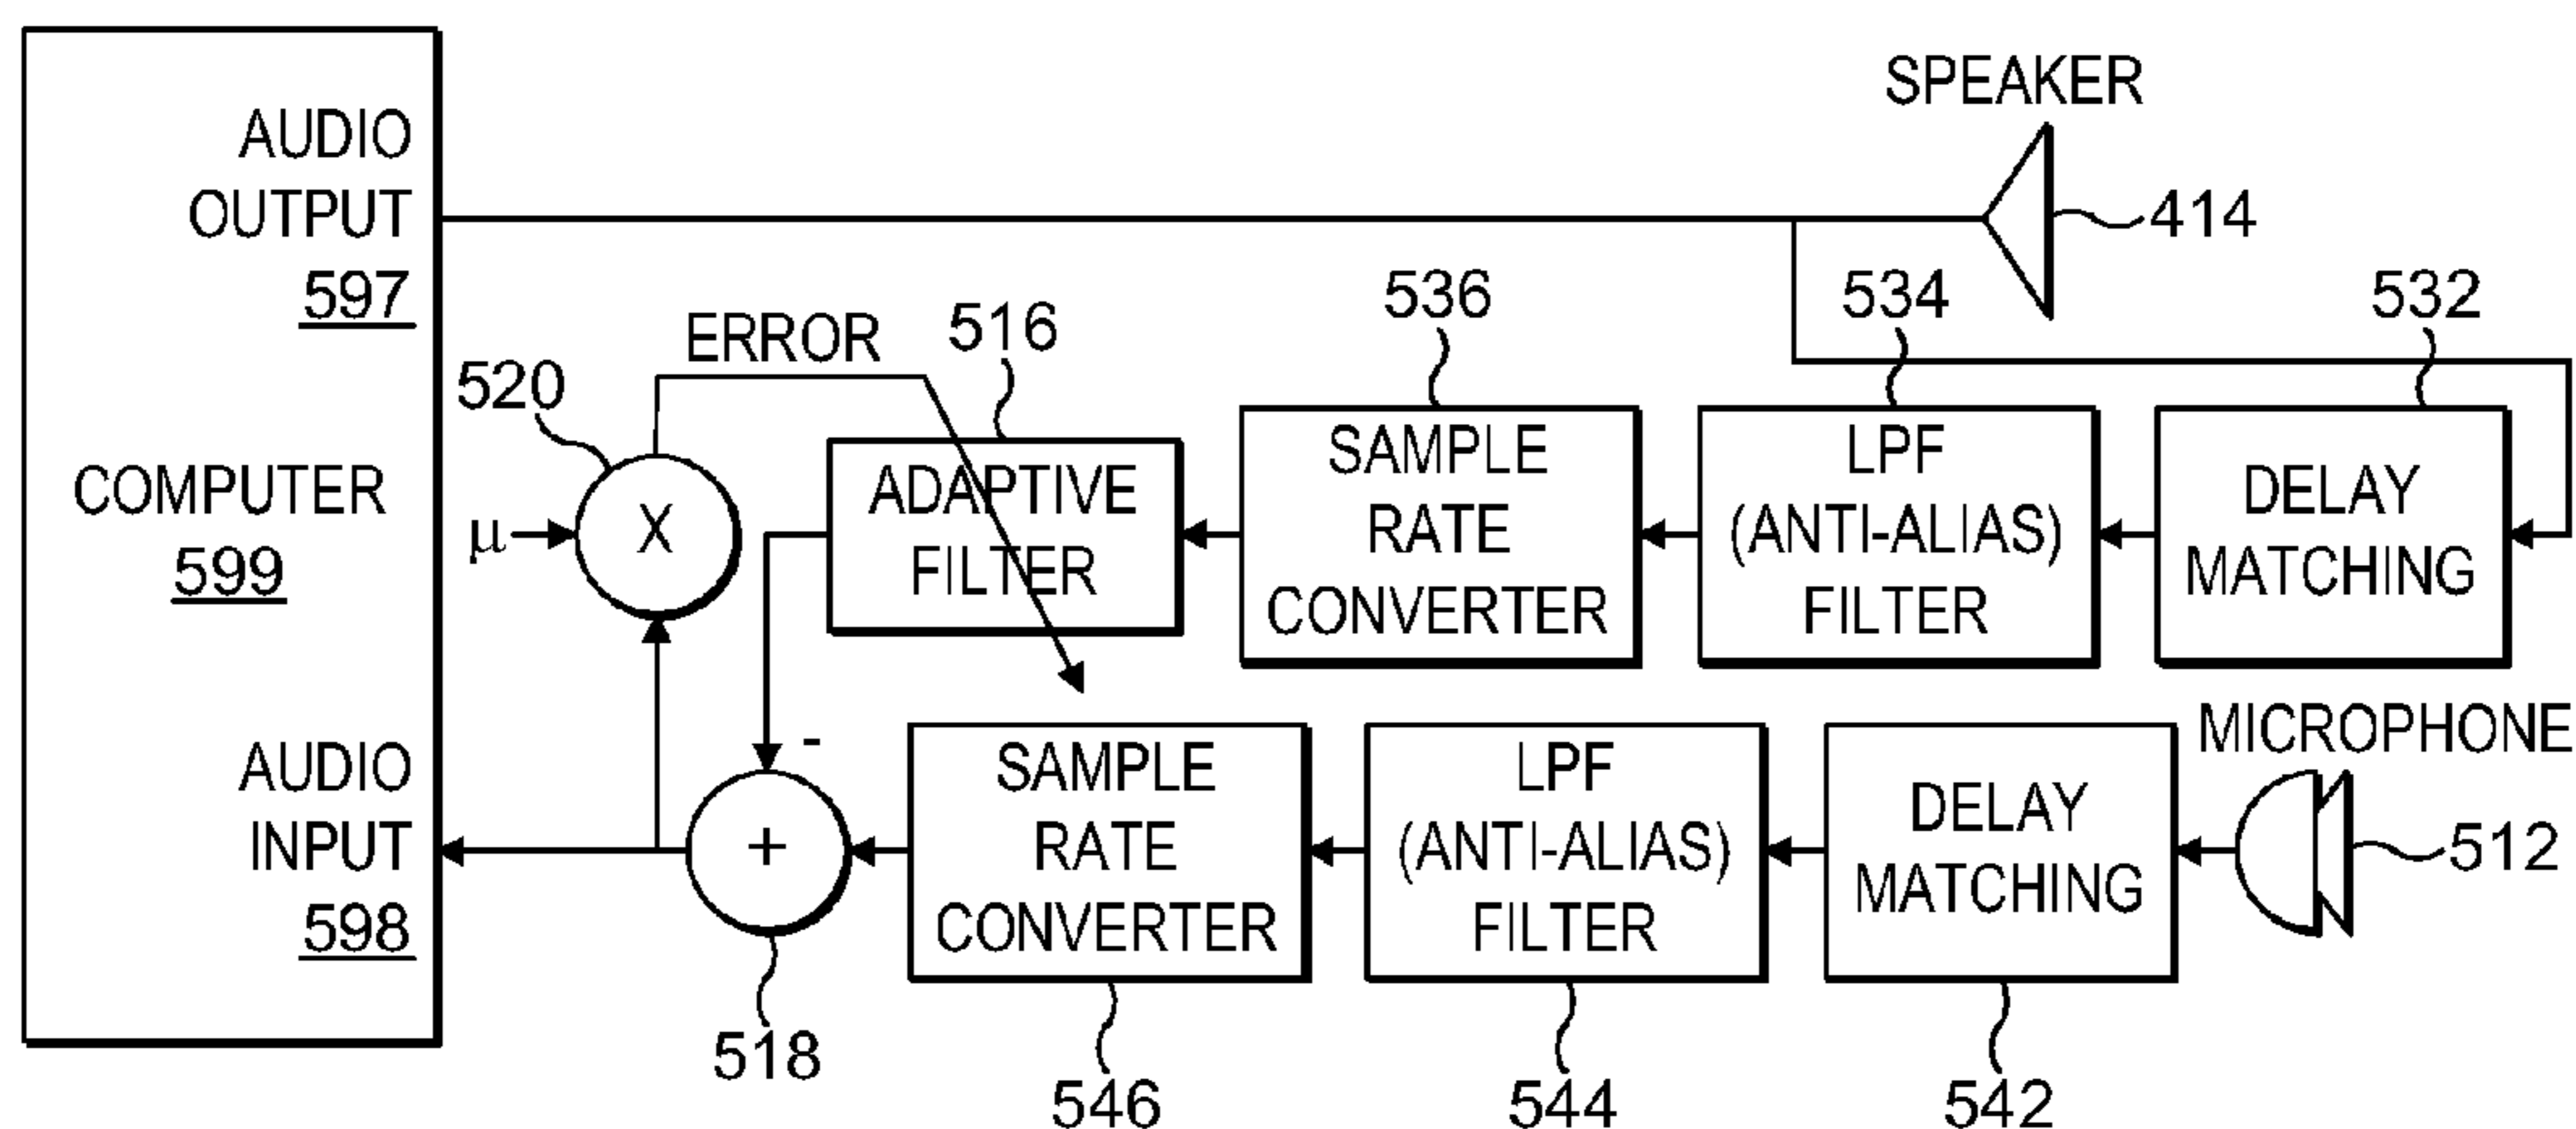 AUDIO
OUTPUT
597
COMPUTER
599
AUDIO
INPUT
598
SPEAKER
414
ERROR
520
μ
X
516
ADAPTIVE
FILTER
536
SAMPLE
RATE
CONVERTER
534
LPF
(ANTI-ALIAS)
FILTER
532
DELAY
MATCHING
-
+
518
SAMPLE
RATE
CONVERTER
546
LPF
(ANTI-ALIAS)
FILTER
544
DELAY
MATCHING
542
MICROPHONE
512